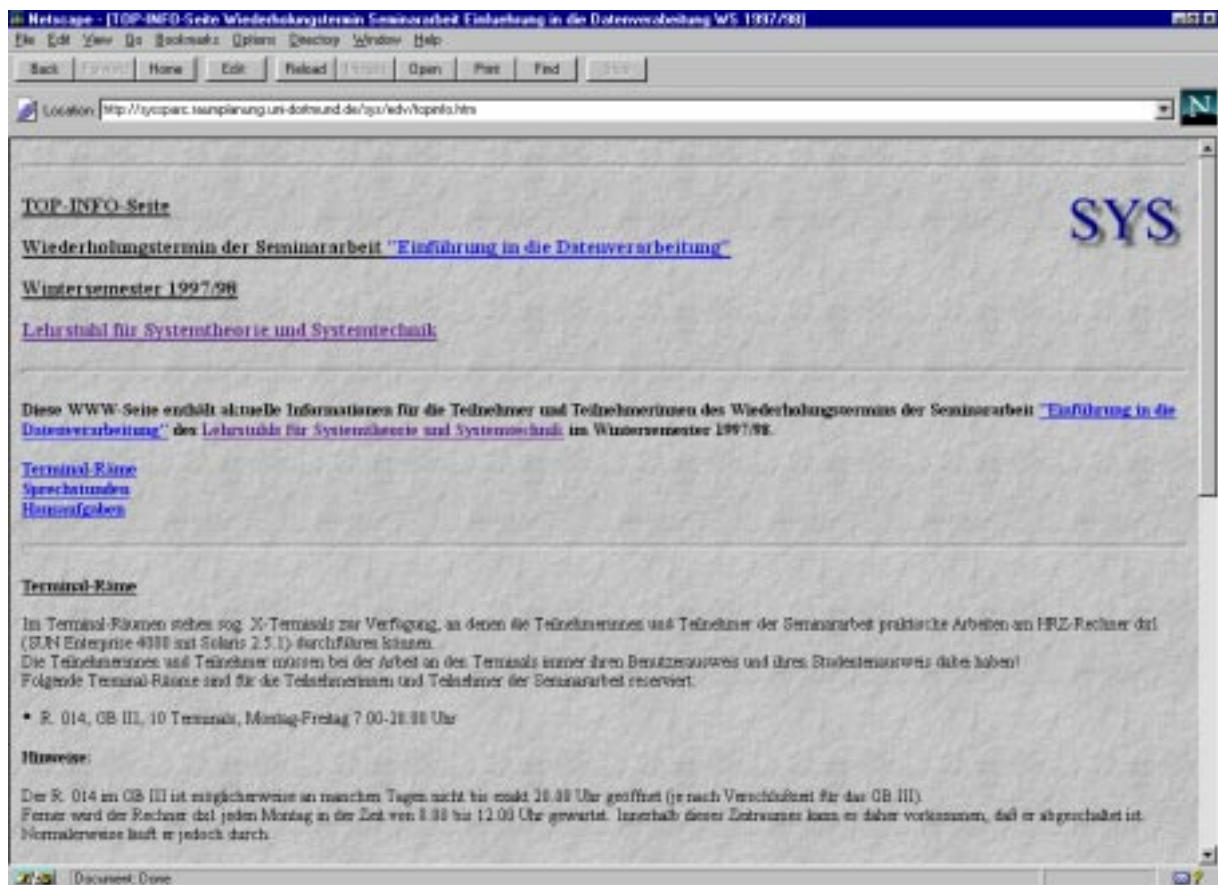 Netscape - [TOP-INFO-Seite Wiederholungstermin Seminararbeit Einfuehrung in die Datenverabeitung WS 1997/98]
File Edit View Go Bookmarks Options Directory Window Help
Back Forward Home Edit Reload Open Print Find Stop
Location: http://syssparc.raumplanung.uni-dortmund.de/sys/edv/topinfo.htm
N
TOP-INFO-Seite
SYS
Wiederholungstermin der Seminararbeit "Einführung in die Datenverarbeitung"
Wintersemester 1997/98
Lehrstuhl für Systemtheorie und Systemtechnik
Diese WWW-Seite enthält aktuelle Informationen für die Teilnehmer und Teilnehmerinnen des Wiederholungstermins der Seminararbeit "Einführung in die
Datenverarbeitung" des Lehrstuhls für Systemtheorie und Systemtechnik im Wintersemester 1997/98.
Terminal-Räme
Sprechstunden
Hausaufgaben
Terminal-Räme
Im Terminal-Räumen stehen sog. X-Terminals zur Verfügung, an denen die Teilnehmerinnen und Teilnehmer der Seminararbeit praktische Arbeiten am HRZ-Rechner
(SUN Enterprise 4000 mit Solaris 2.5.1) durchführen können.
Die Teilnehmerinnen und Teilnehmer müssen bei der Arbeit an den Terminals immer ihren Benutzerausweis und ihren Studentenausweis dabei haben!
Folgende Terminal-Räume sind für die Teilnehmerinnen und Teilnehmer der Seminararbeit reserviert:
• R. 014, GB III, 10 Terminals, Montag-Freitag 7.00-20.00 Uhr
Hinweise:
Der R. 014 im GB III ist möglicherweise an manchen Tagen nicht bis exakt 20.00 Uhr geöffnet (je nach Verschlußzeit für das GB III).
Ferner wird der Rechner jeden Montag in der Zeit von 8.00 bis 12.00 Uhr gewartet. Innerhalb dieses Zeitraumes kann es daher vorkommen, daß er abgeschaltet ist.
Normalerweise läuft er jedoch durch.
Document: Done